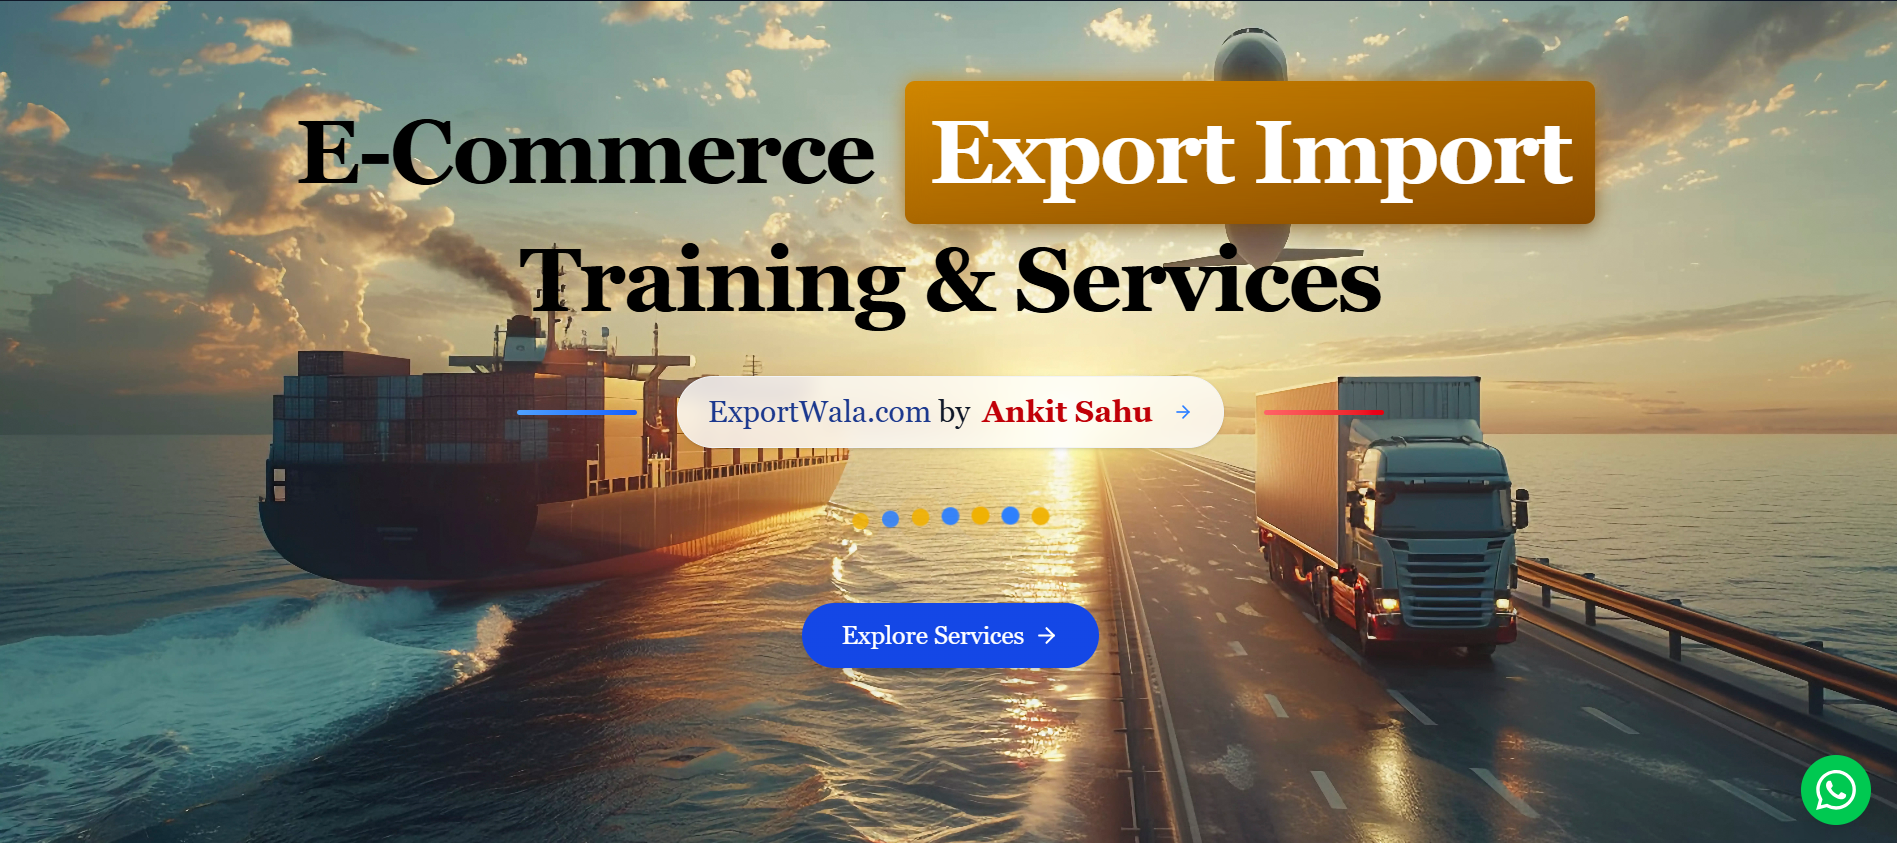 E-Commerce Export Import
Training & Services
ExportWala.com by Ankit Sahu
Explore Services